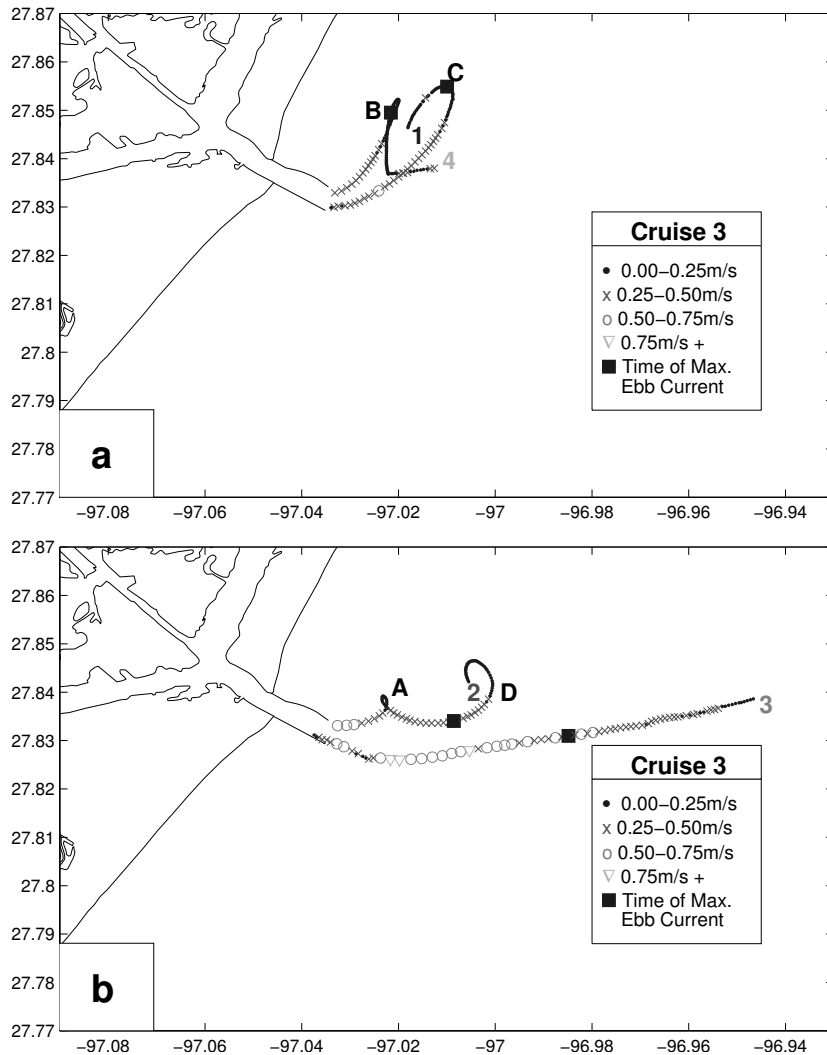 27.87
27.86
27.85
27.84
27.83
27.82
27.81
27.8
27.79
27.78
27.77
C
B
1
4
Cruise 3
0.00−0.25m/s
x 0.25−0.50m/s
o 0.50−0.75m/s
▽ 0.75m/s +
Time of Max.
Ebb Current
a
−97.08 −97.06 −97.04 −97.02 −97 −96.98 −96.96 −96.94
27.87
27.86
27.85
27.84
27.83
27.82
27.81
27.8
27.79
27.78
27.77
A
2 D
3
Cruise 3
0.00−0.25m/s
x 0.25−0.50m/s
o 0.50−0.75m/s
▽ 0.75m/s +
Time of Max.
Ebb Current
b
−97.08 −97.06 −97.04 −97.02 −97 −96.98 −96.96 −96.94